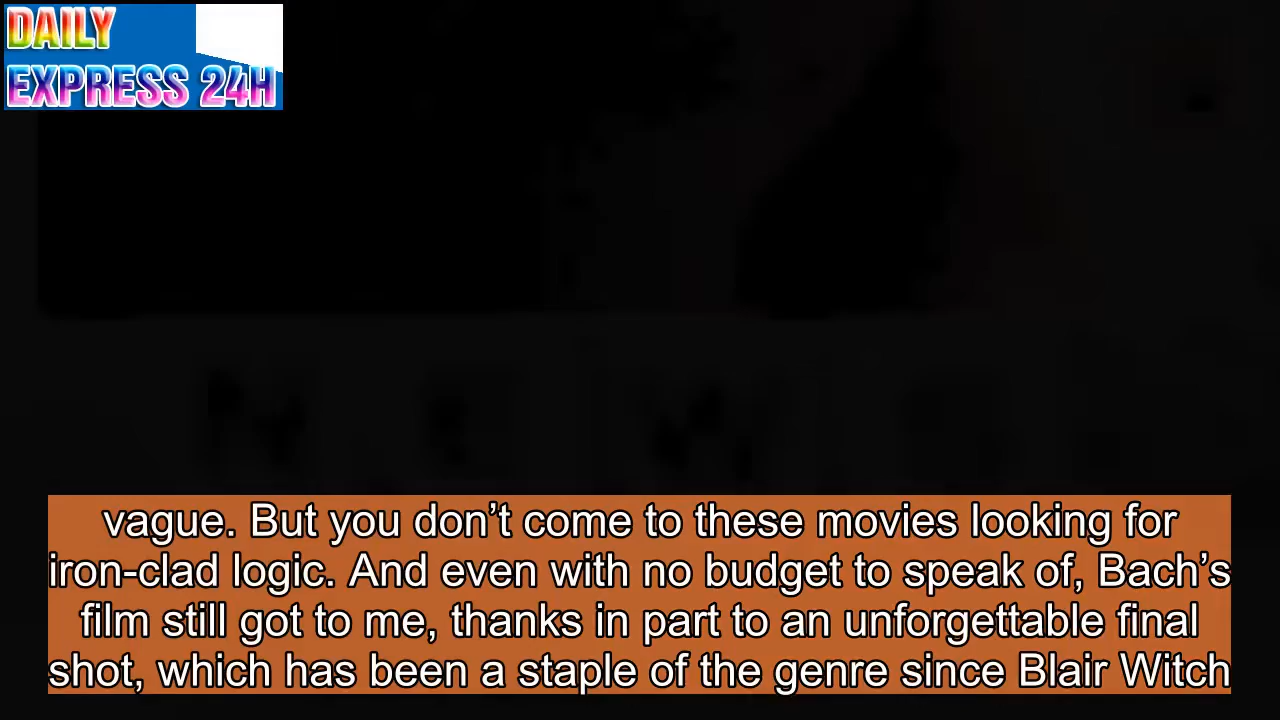 DAILY
EXPRESS 24H
vague. But you don’t come to these movies looking for
iron-clad logic. And even with no budget to speak of, Bach’s
film still got to me, thanks in part to an unforgettable final
shot, which has been a staple of the genre since Blair Witch